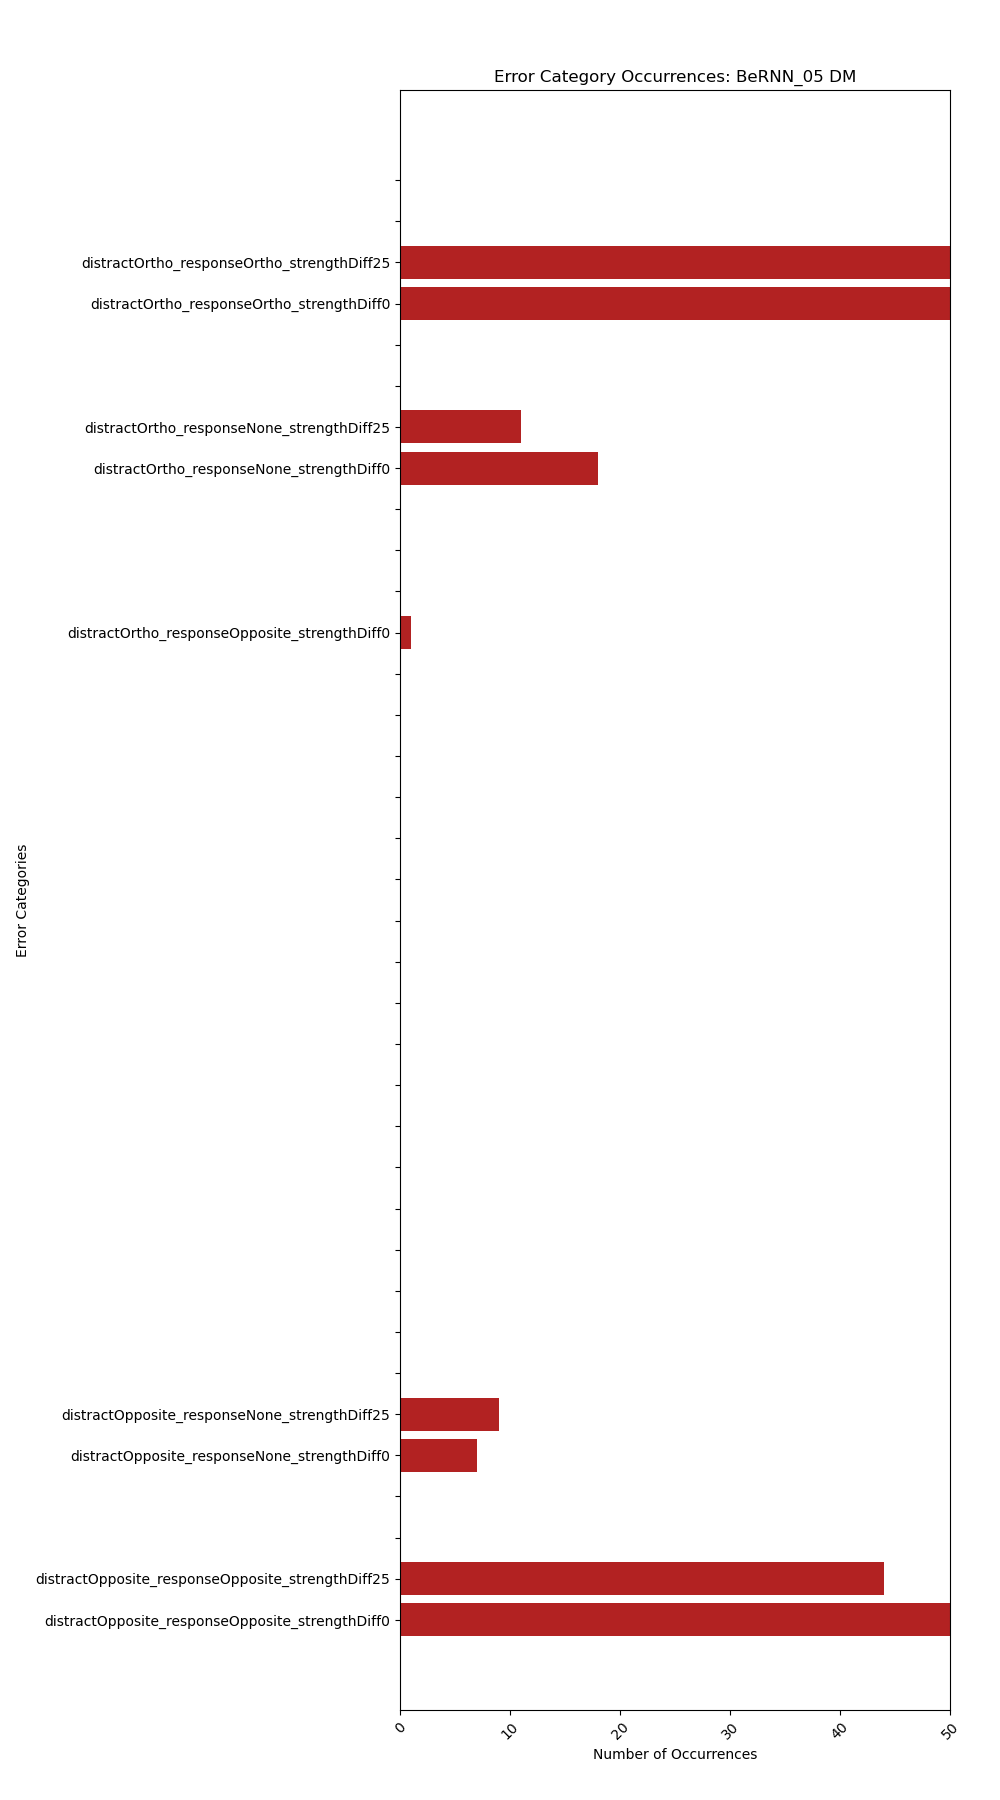 Error Category Occurrences: BeRNN_05 DM
distractOrtho_responseOrtho_strengthDiff25
distractOrtho_responseOrtho_strengthDiff0
distractOrtho_responseNone_strengthDiff25
distractOrtho_responseNone_strengthDiff0
distractOrtho_responseOpposite_strengthDiff0
Error Categories
distractOpposite_responseNone_strengthDiff25
distractOpposite_responseNone_strengthDiff0
distractOpposite_responseOpposite_strengthDiff25
distractOpposite_responseOpposite_strengthDiff0
0 10 20 30 40 50
Number of Occurrences